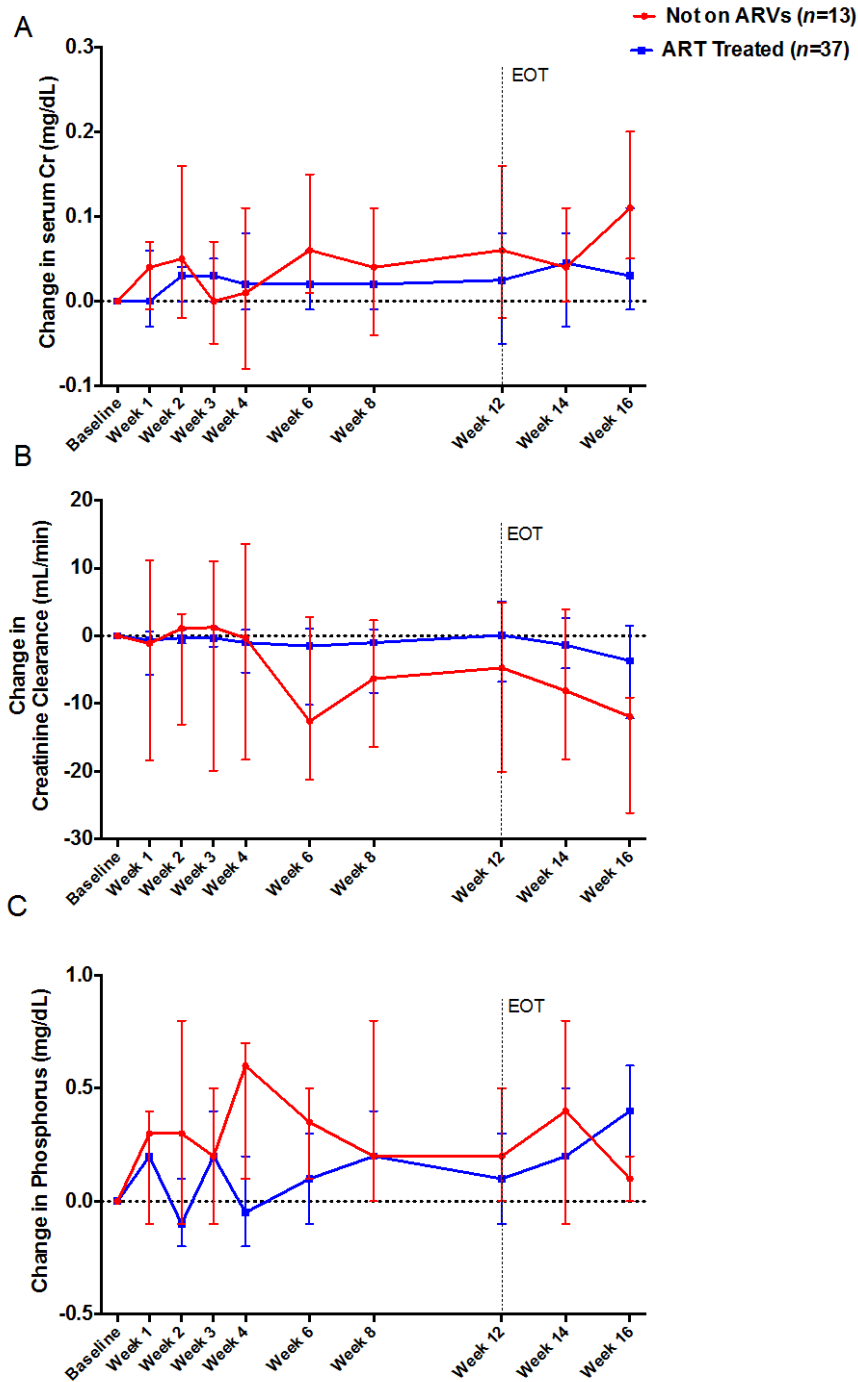 A
Not on ARVs (n=13)
ART Treated (n=37)
Change in serum Cr (mg/dL)
0.3
0.2
0.1
0.0
-0.1
EOT
Baseline
Week 1
Week 2
Week 3
Week 4
Week 6
Week 8
Week 12
Week 14
Week 16
B
Change in
Creatinine Clearance (mL/min)
20
10
0
-10
-20
-30
EOT
Baseline
Week 1
Week 2
Week 3
Week 4
Week 6
Week 8
Week 12
Week 14
Week 16
C
Change in Phosphorus (mg/dL)
1.0
0.5
0.0
-0.5
EOT
Baseline
Week 1
Week 2
Week 3
Week 4
Week 6
Week 8
Week 12
Week 14
Week 16